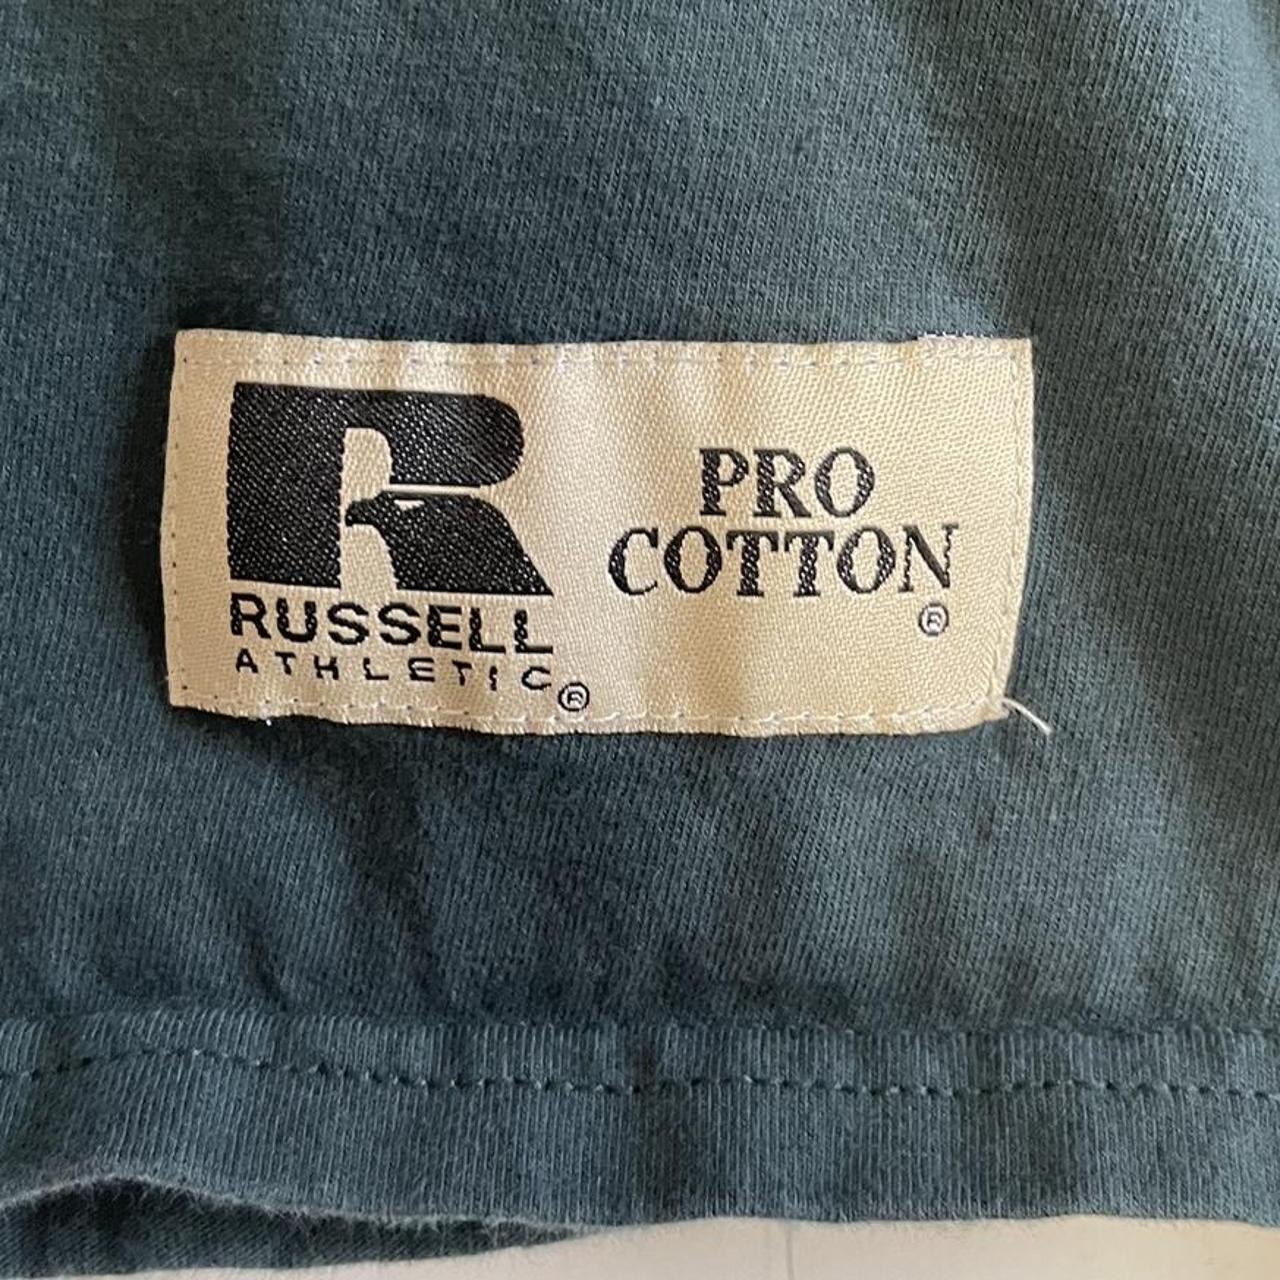 R
RUSSELL
ATHLETIC®
PRO
COTTON
®